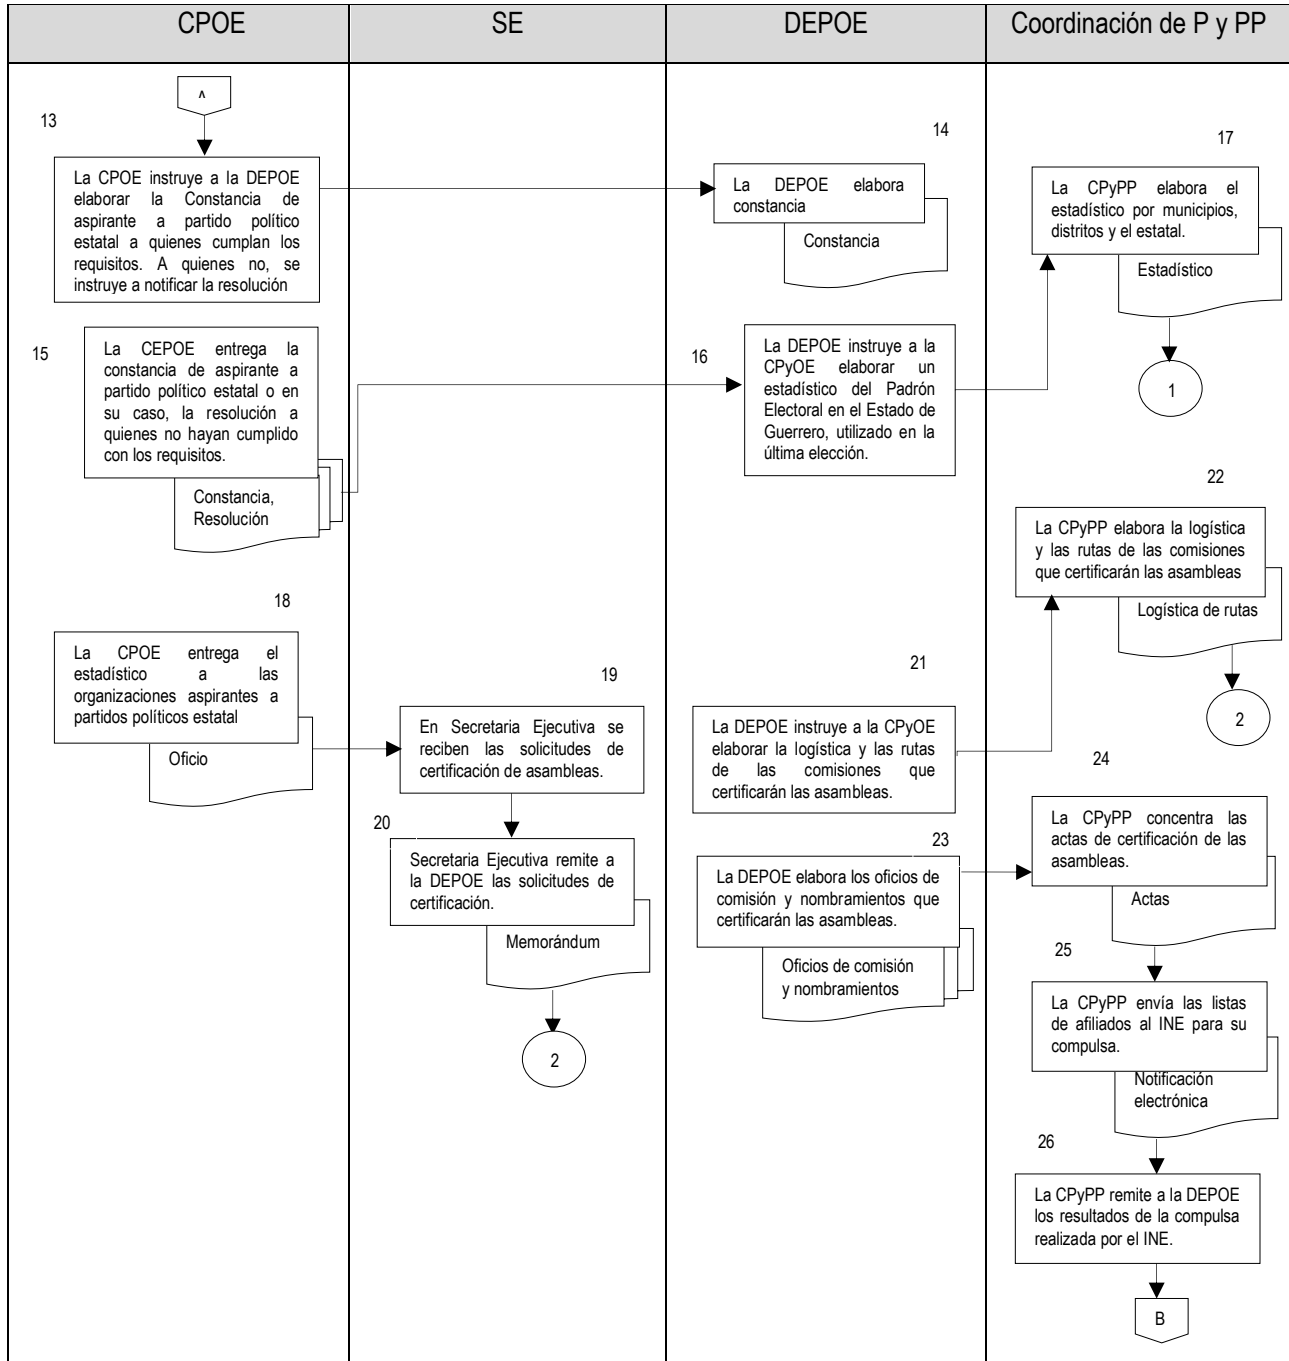 CPOE
SE
DEPOE
Coordinación de P y PP
A
13
La CPOE instruye a la DEPOE
elaborar la Constancia de
aspirante a partido político
estatal a quienes cumplan los
requisitos. A quienes no, se
instruye a notificar la resolución
14
La DEPOE elabora
constancia
Constancia
17
La CPyPP elabora el
estadístico por municipios,
distritos y el estatal.
Estadístico
1
15
La CEPOE entrega la
constancia de aspirante a
partido político estatal o en
su caso, la resolución a
quienes no hayan cumplido
con los requisitos.
Constancia,
Resolución
16
La DEPOE instruye a la
CPyOE elaborar un
estadístico del Padrón
Electoral en el Estado de
Guerrero, utilizado en la
última elección.
22
La CPyPP elabora la logística
y las rutas de las comisiones
que certificarán las asambleas
Logística de rutas
2
18
La CPOE entrega el
estadístico a las
organizaciones aspirantes a
partidos políticos estatal
Oficio
19
En Secretaria Ejecutiva se
reciben las solicitudes de
certificación de asambleas.
20
Secretaria Ejecutiva remite a
la DEPOE las solicitudes de
certificación.
Memorándum
2
21
La DEPOE instruye a la CPyOE
elaborar la logística y las rutas
de las comisiones que
certificarán las asambleas.
23
La DEPOE elabora los oficios de
comisión y nombramientos que
certificarán las asambleas.
Oficios de comisión
y nombramientos
24
La CPyPP concentra las
actas de certificación de las
asambleas.
Actas
25
La CPyPP envía las listas
de afiliados al INE para su
compulsa.
Notificación
electrónica
26
La CPyPP remite a la DEPOE
los resultados de la compulsa
realizada por el INE.
B